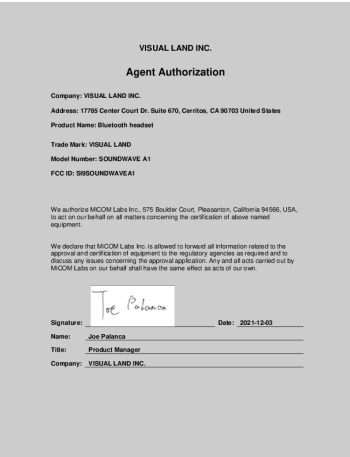 VISUAL LAND INC.
Agent Authorization
Company: VISUAL LAND INC.
Address: 17785 Center Court Dr. Suite 670, Cerritos, CA 90703 United States
Product Name: Bluetooth headset
Trade Mark: VISUAL LAND
Model Number: SOUNDWAVE A1
FCC ID: SI9SOUNDWAVEA1
We authorize MiCOM Labs Inc., 575 Boulder Court, Pleasanton, California 94566, USA,
to act on our behalf on all matters concerning the certification of above named
equipment.
We declare that MiCOM Labs Inc. is allowed to forward all information related to the
approval and certification of equipment to the regulatory agencies as required and to
discuss any issues concerning the approval application. Any and all acts carried out by
MiCOM Labs on our behalf shall have the same effect as acts of our own.
Joe Palanca
Signature: Date: 2021-12-03
Name: Joe Palanca
Title: Product Manager
Company: VISUAL LAND INC.